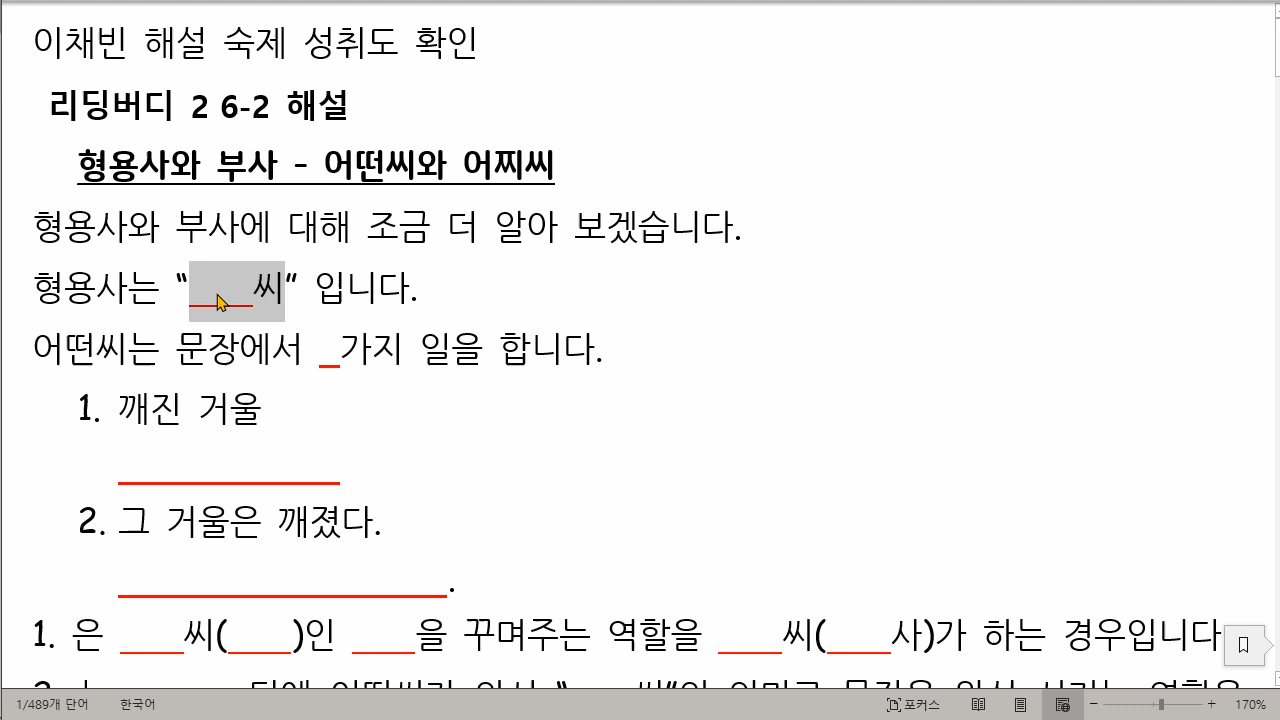 이채빈 해설 숙제 성취도 확인
리딩버디 2 6-2 해설
형용사와 부사 - 어떤씨와 어찌씨
형용사와 부사에 대해 조금 더 알아 보겠습니다.
형용사는 “___씨” 입니다.
어떤씨는 문장에서 _가지 일을 합니다.
1. 깨진 거울
2. 그 거울은 깨졌다.
.
1. 은 ___씨(___)인 ___을 꾸며주는 역할을 ___씨(___사)가 하는 경우입니다
1/489개 단어 한국어 포커스 170%